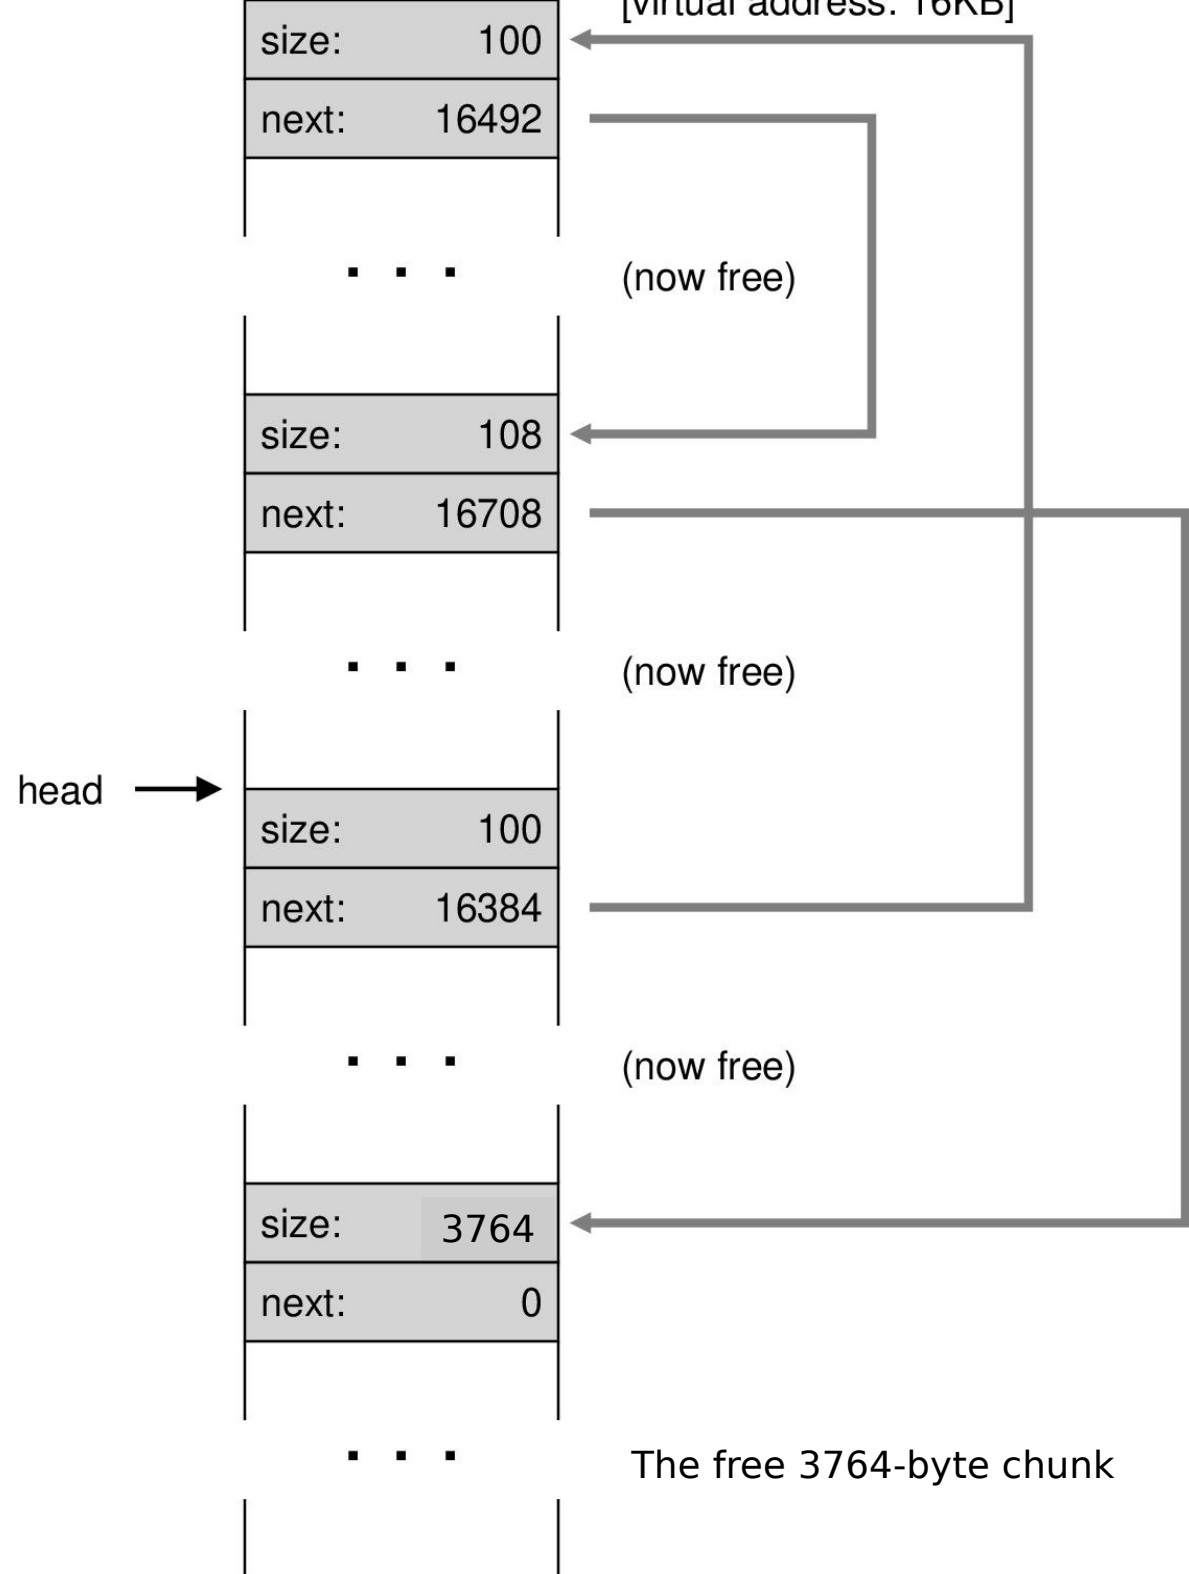 [virtual address: 16KB]
size: 100
next: 16492
. . . (now free)
size: 108
next: 16708
. . . (now free)
head
size: 100
next: 16384
. . . (now free)
size: 3764
next: 0
. . . The free 3764-byte chunk